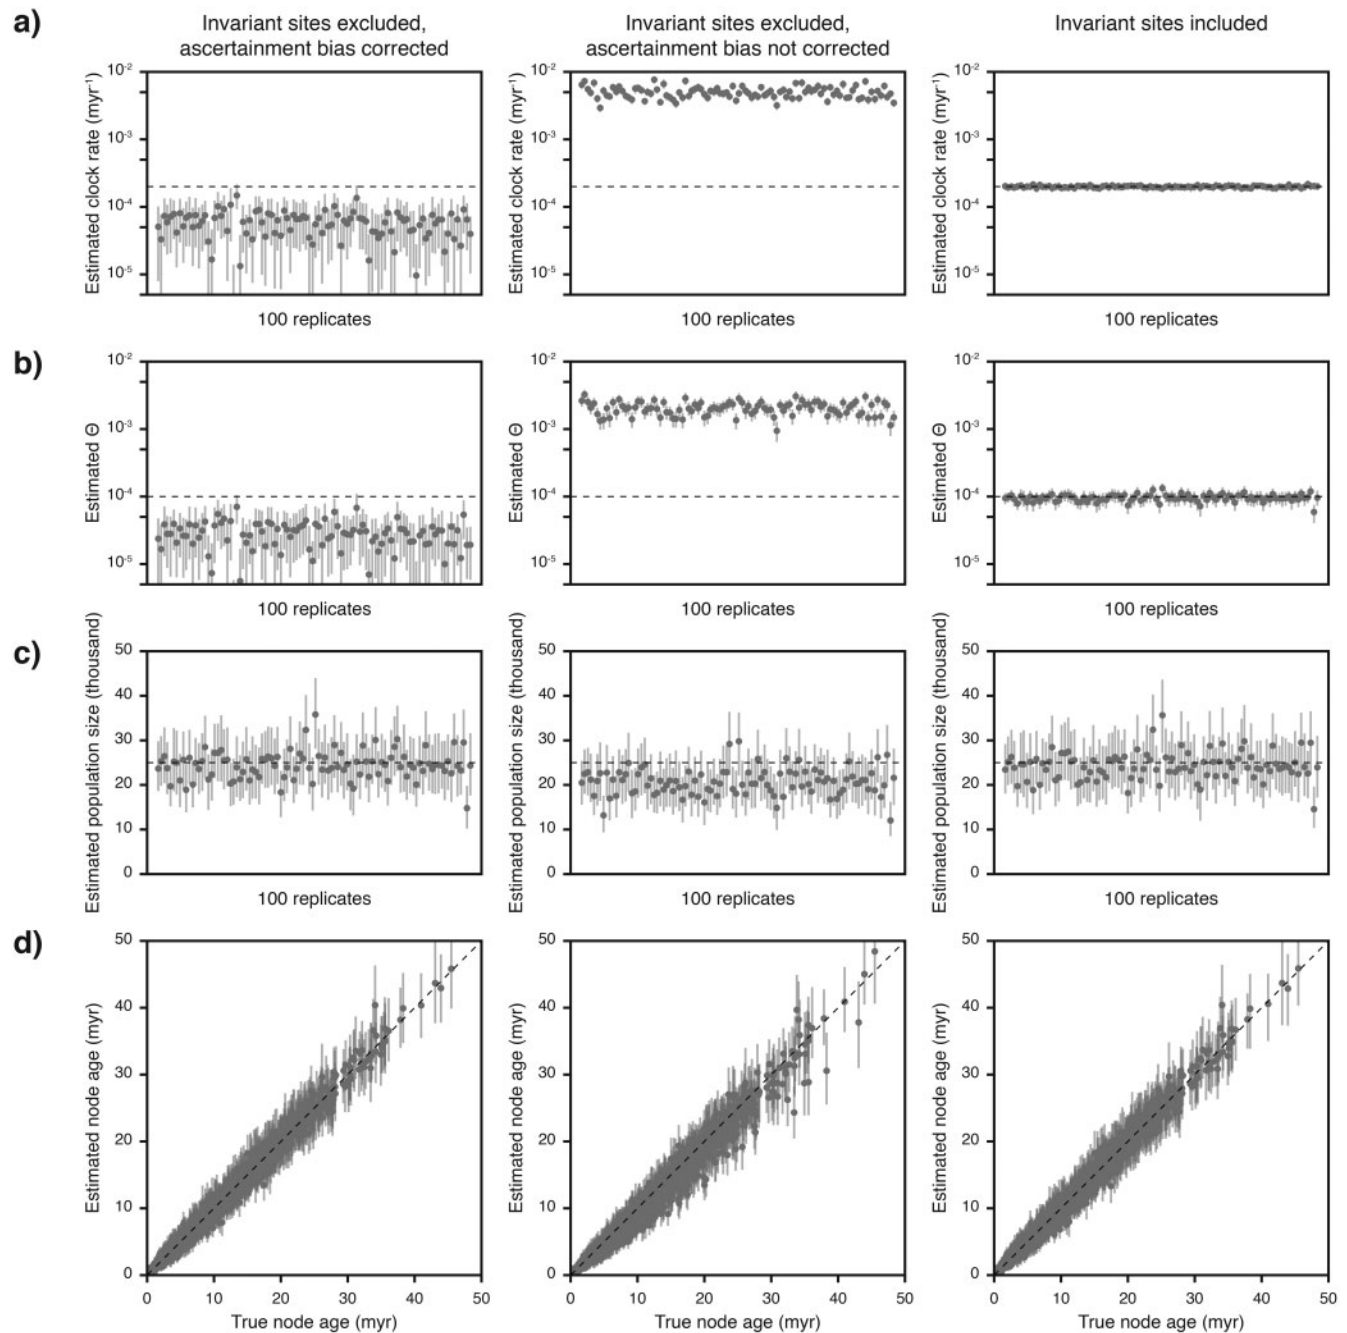 a)
Invariant sites excluded,
ascertainment bias corrected
Invariant sites excluded,
ascertainment bias not corrected
Invariant sites included
Estimated clock rate (myr⁻¹)
10⁻²
10⁻³
10⁻⁴
10⁻⁵
100 replicates
Estimated clock rate (myr⁻¹)
10⁻²
10⁻³
10⁻⁴
10⁻⁵
100 replicates
Estimated clock rate (myr⁻¹)
10⁻²
10⁻³
10⁻⁴
10⁻⁵
100 replicates
b)
Estimated Θ
10⁻²
10⁻³
10⁻⁴
10⁻⁵
100 replicates
Estimated Θ
10⁻²
10⁻³
10⁻⁴
10⁻⁵
100 replicates
Estimated Θ
10⁻²
10⁻³
10⁻⁴
10⁻⁵
100 replicates
c)
Estimated population size (thousand)
50
40
30
20
10
0
100 replicates
Estimated population size (thousand)
50
40
30
20
10
0
100 replicates
Estimated population size (thousand)
50
40
30
20
10
0
100 replicates
d)
Estimated node age (myr)
50
40
30
20
10
0
0 10 20 30 40 50
True node age (myr)
Estimated node age (myr)
50
40
30
20
10
0
0 10 20 30 40 50
True node age (myr)
Estimated node age (myr)
50
40
30
20
10
0
0 10 20 30 40 50
True node age (myr)